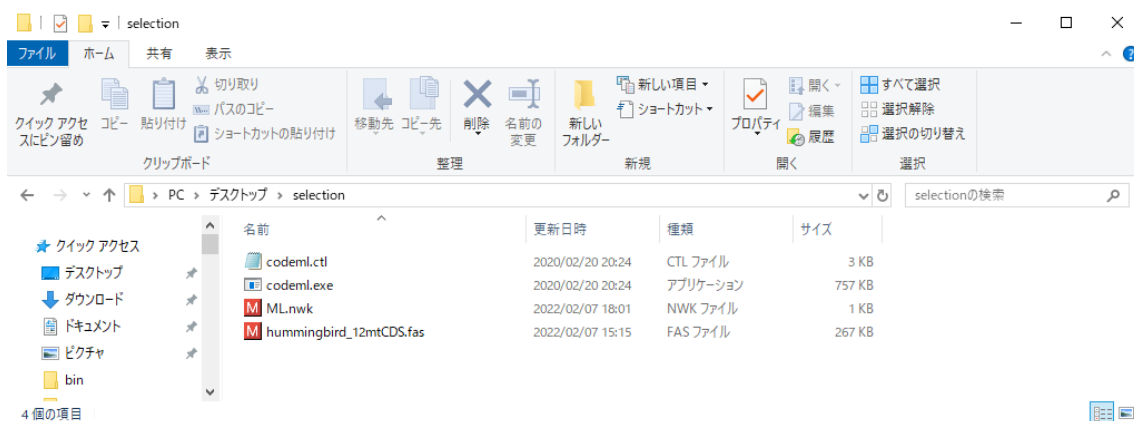 selection
ファイル ホーム 共有 表示
クイック アクセスにピン留め
コピー
貼り付け
切り取り
パスのコピー
ショートカットの貼り付け
クリップボード
移動先
コピー先
削除
名前の変更
整理
新しいフォルダー
新しい項目
ショートカット
新規
プロパティ
開く
編集
履歴
開く
すべて選択
選択解除
選択の切り替え
選択
PC › デスクトップ › selection
selectionの検索
名前 更新日時 種類 サイズ
codeml.ctl 2020/02/20 20:24 CTL ファイル 3 KB
codeml.exe 2020/02/20 20:24 アプリケーション 757 KB
ML.nwk 2022/02/07 18:01 NWK ファイル 1 KB
hummingbird_12mtCDS.fas 2022/02/07 15:15 FAS ファイル 267 KB
クイック アクセス
デスクトップ
ダウンロード
ドキュメント
ピクチャ
bin
4 個の項目